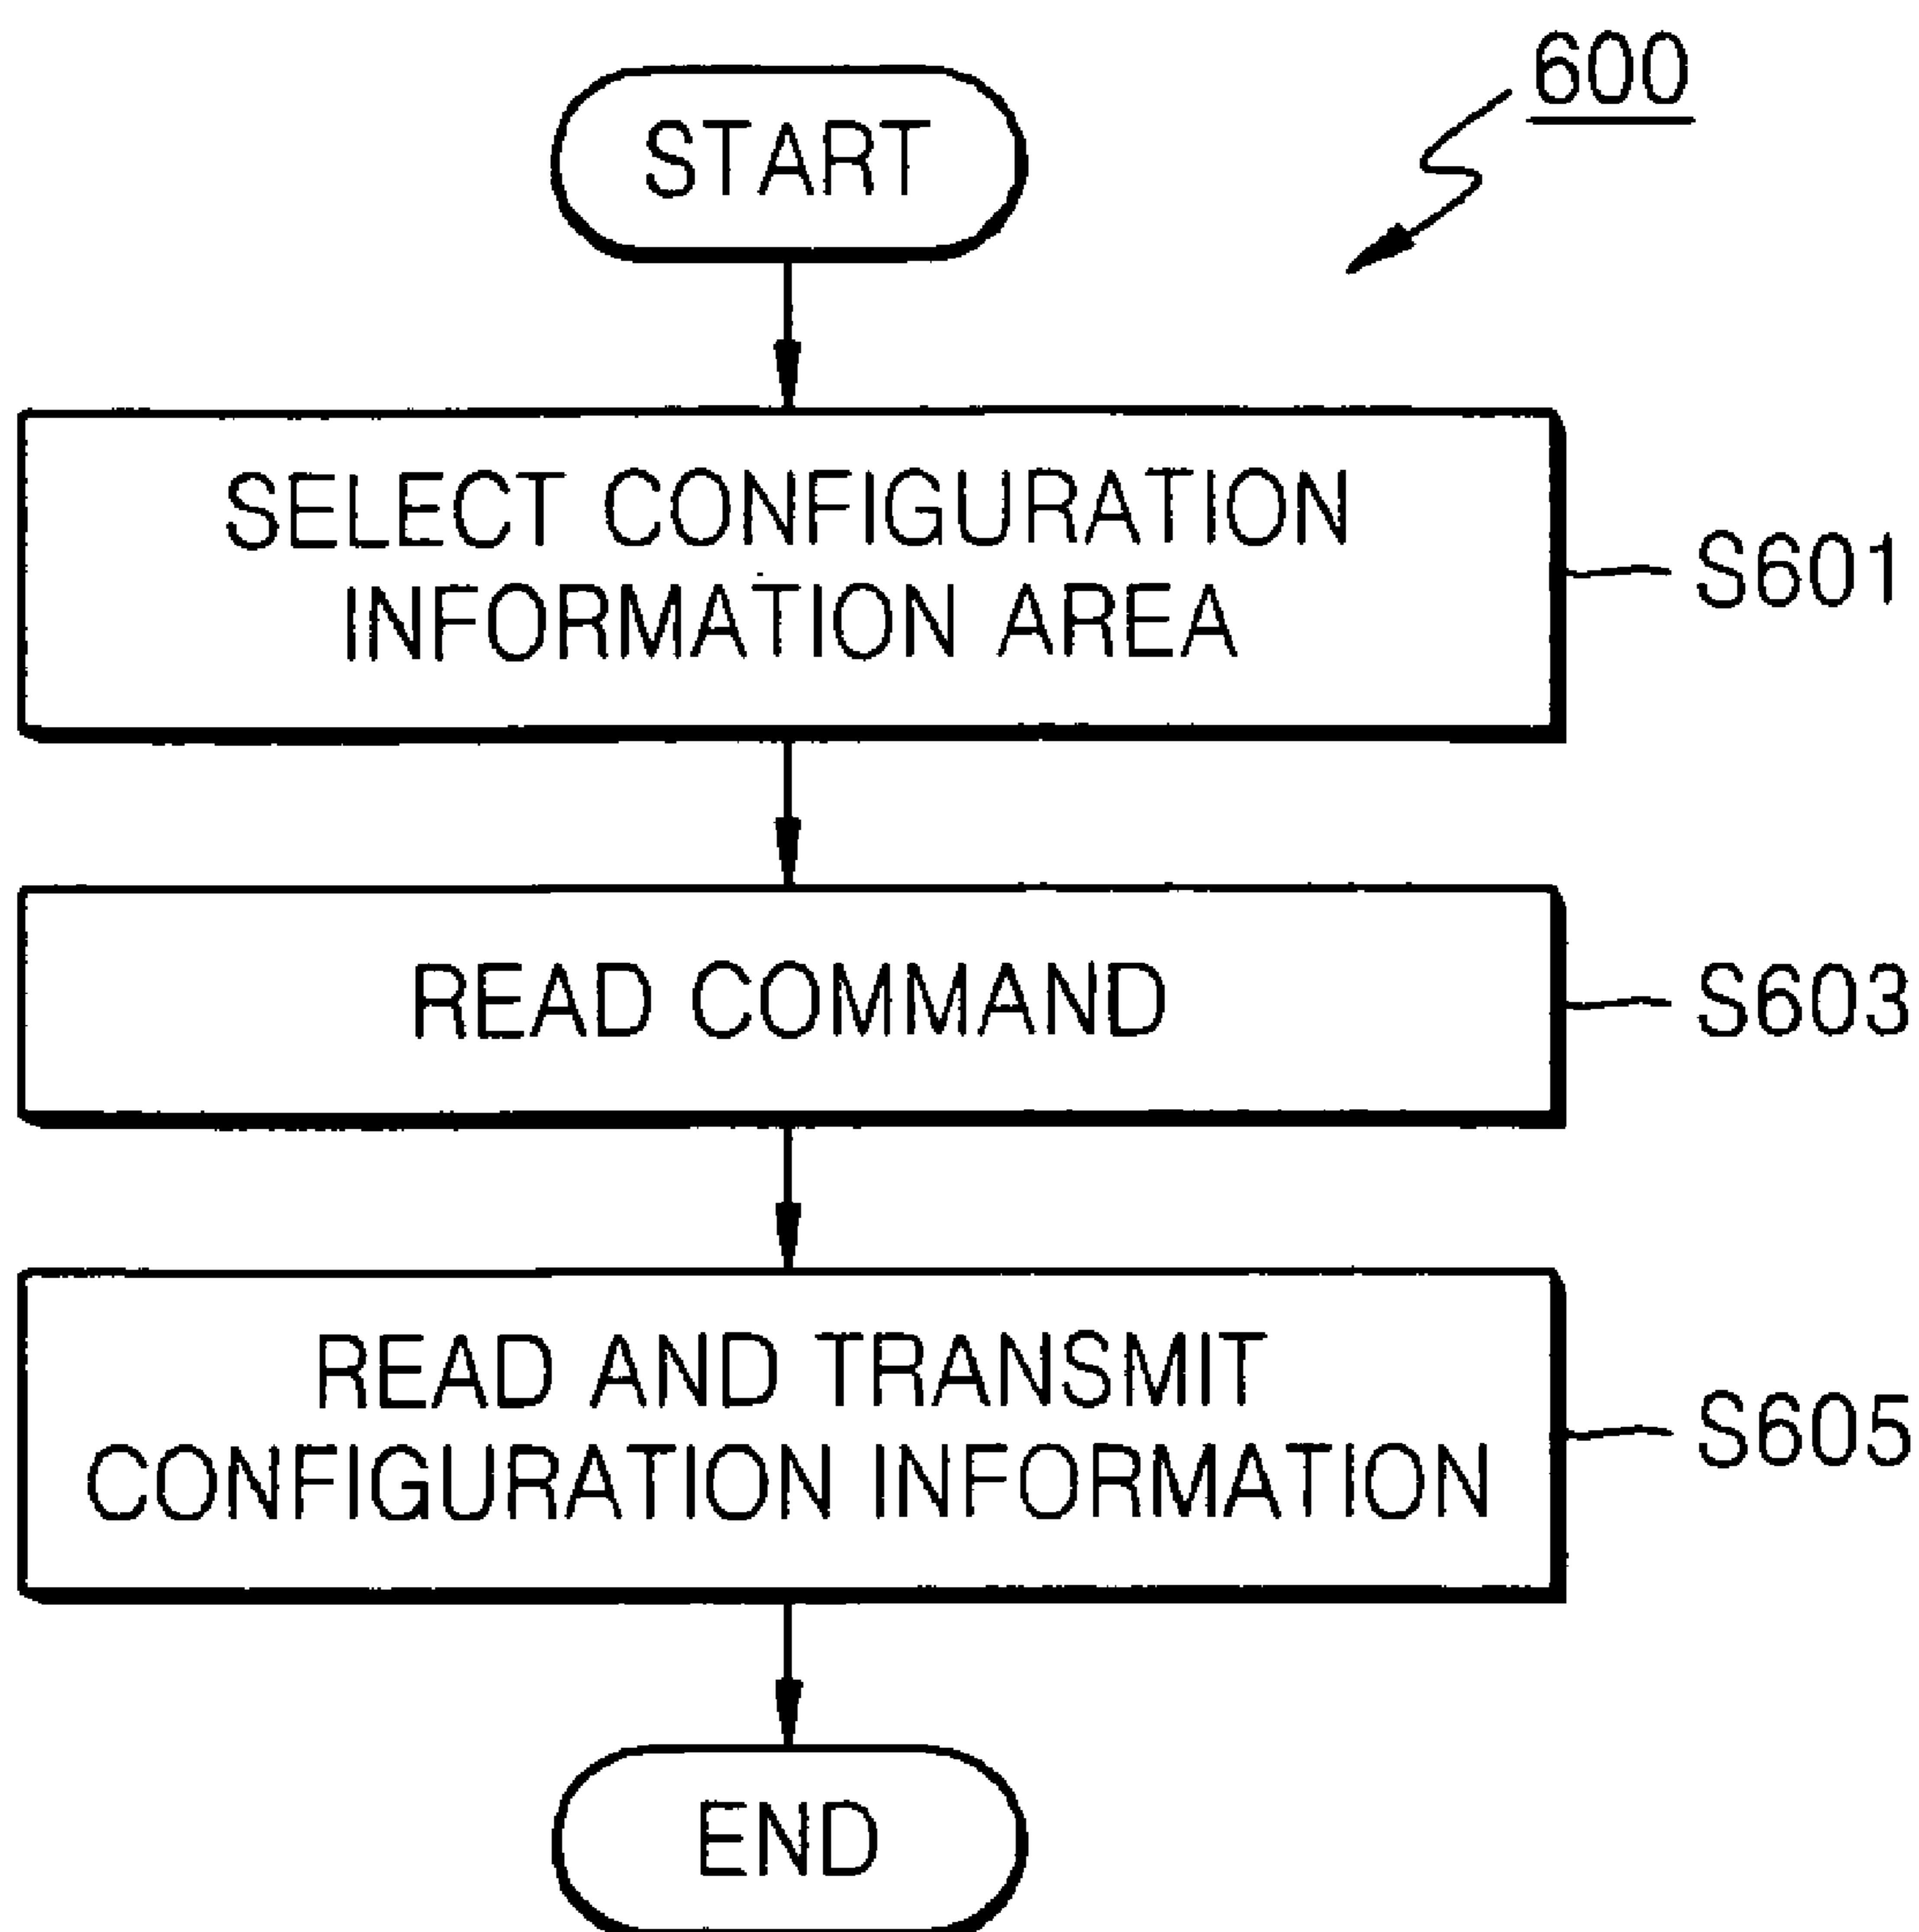 600
START
SELECT CONFIGURATION
INFORMATION AREA
S601
READ COMMAND
S603
READ AND TRANSMIT
CONFIGURATION INFORMATION
S605
END